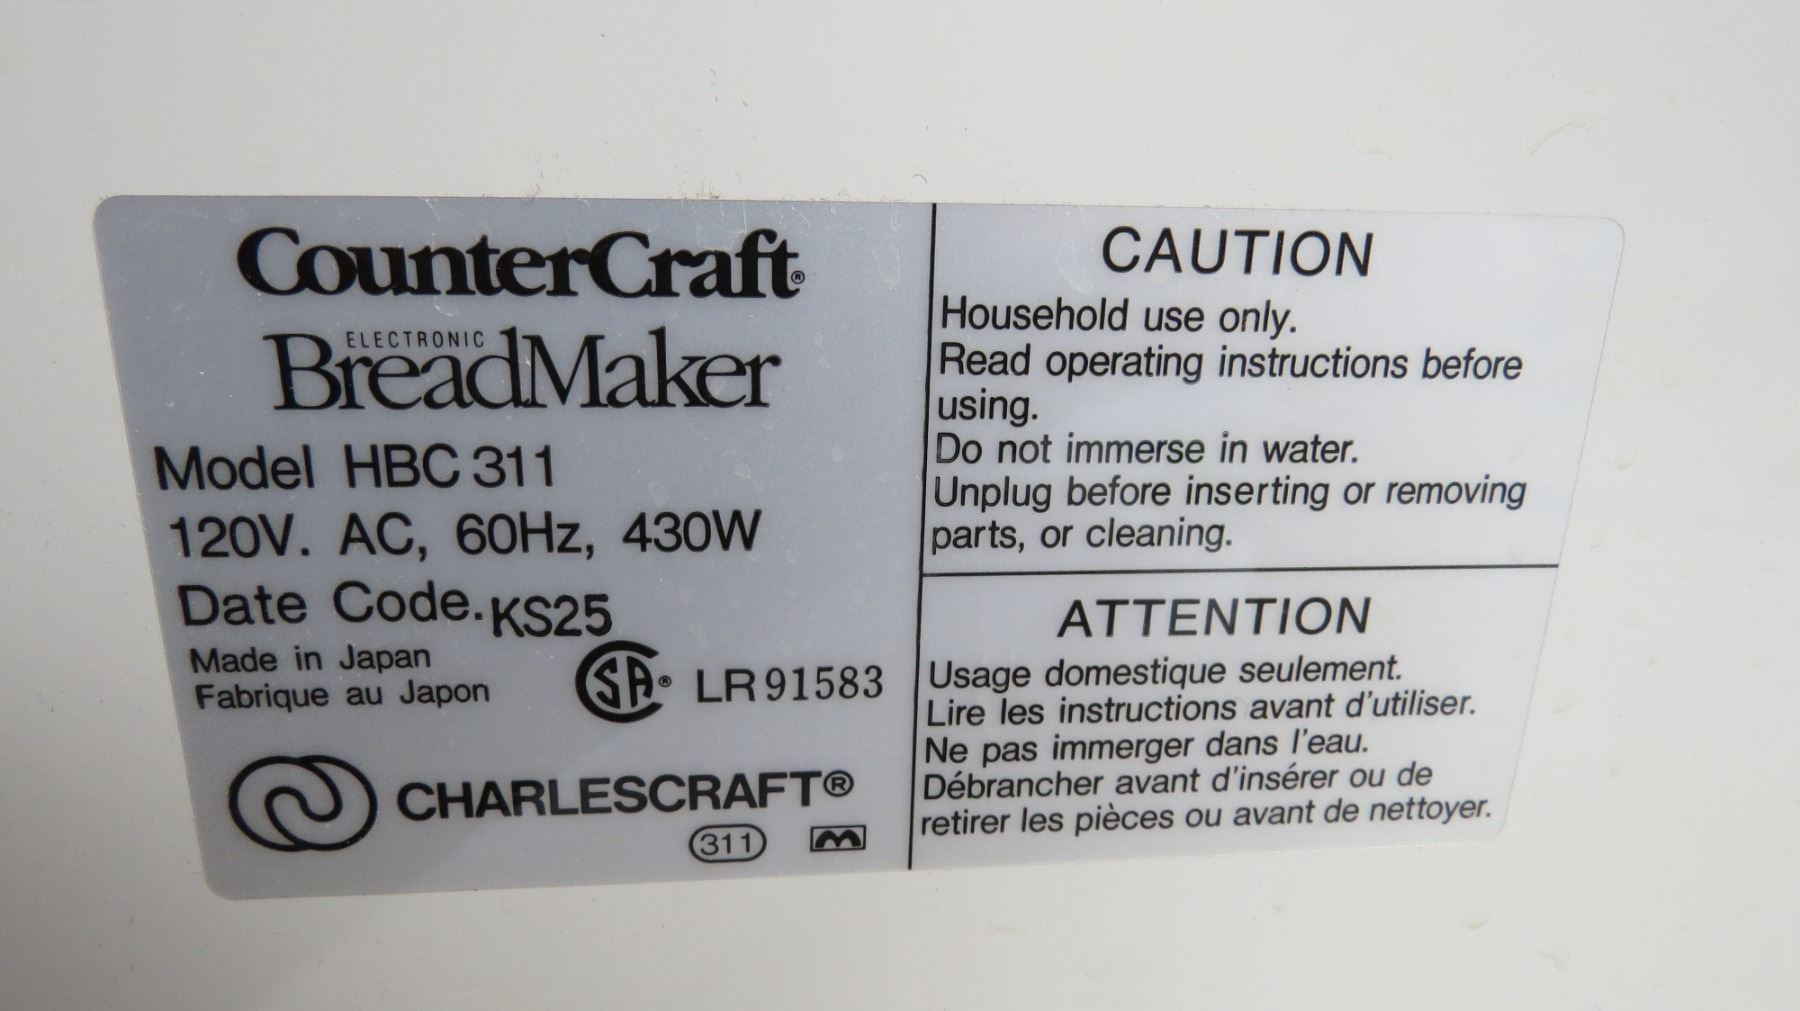 CounterCraft®
ELECTRONIC
BreadMaker
Model HBC 311
120V. AC, 60Hz, 430W
Date Code. KS25
Made in Japan
Fabrique au Japon
SA® LR 91583
CHARLESCRAFT®
311
CAUTION
Household use only.
Read operating instructions before
using.
Do not immerse in water.
Unplug before inserting or removing
parts, or cleaning.
ATTENTION
Usage domestique seulement.
Lire les instructions avant d'utiliser.
Ne pas immerger dans l'eau.
Débrancher avant d'insérer ou de
retirer les pièces ou avant de nettoyer.